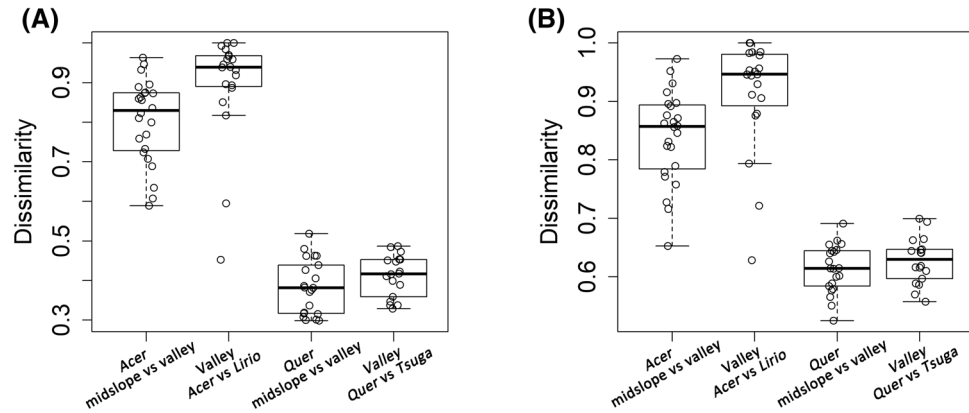 (A)
Dissimilarity
0.9
0.7
0.5
0.3
Acer
midslope vs valley
Valley
Acer vs Lirio
Quer
midslope vs valley
Valley
Quer vs Tsuga
(B)
Dissimilarity
1.0
0.9
0.8
0.7
0.6
Acer
midslope vs valley
Valley
Acer vs Lirio
Quer
midslope vs valley
Valley
Quer vs Tsuga